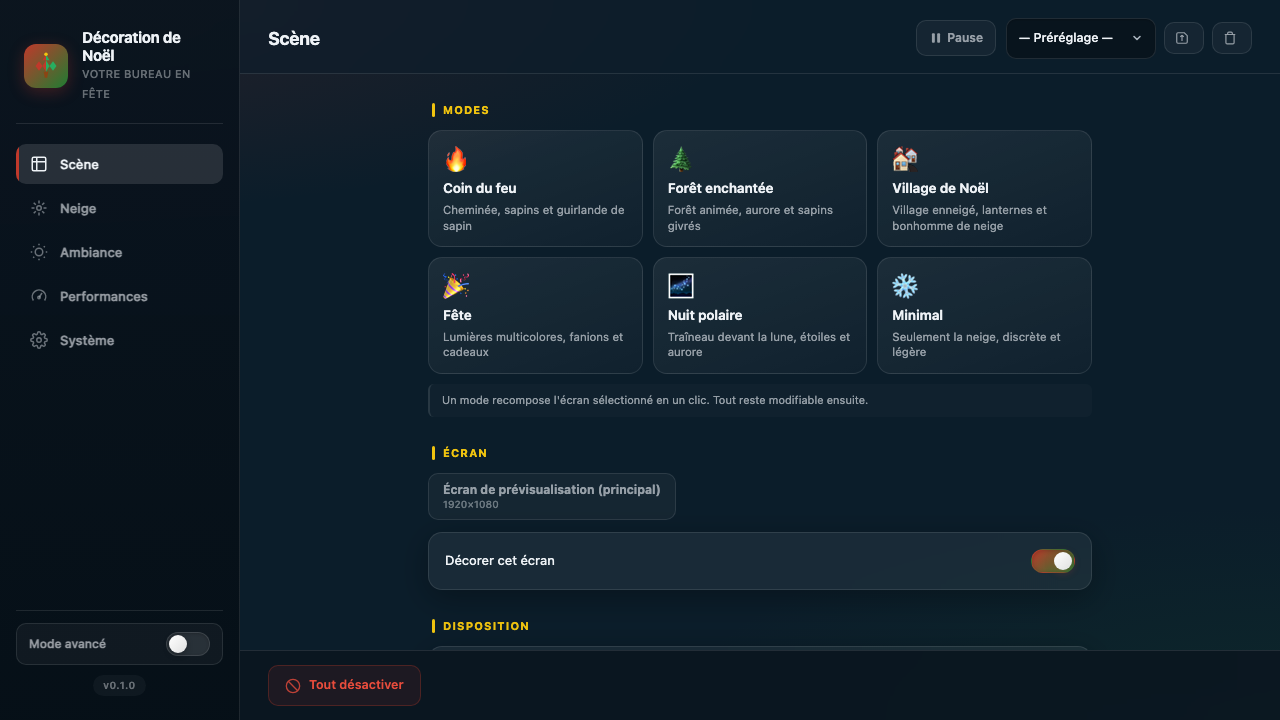 Décoration de
Noël
VOTRE BUREAU EN
FÊTE
Scène
Neige
Ambiance
Performances
Système
Mode avancé
v0.1.0
Scène
Pause
— Préréglage —
MODES
Coin du feu
Cheminée, sapins et guirlande de
sapin
Forêt enchantée
Forêt animée, aurore et sapins
givrés
Village de Noël
Village enneigé, lanternes et
bonhomme de neige
Fête
Lumières multicolores, fanions et
cadeaux
Nuit polaire
Traîneau devant la lune, étoiles et
aurore
Minimal
Seulement la neige, discrète et
légère
Un mode recompose l'écran sélectionné en un clic. Tout reste modifiable ensuite.
ÉCRAN
Écran de prévisualisation (principal)
1920×1080
Décorer cet écran
DISPOSITION
Tout désactiver